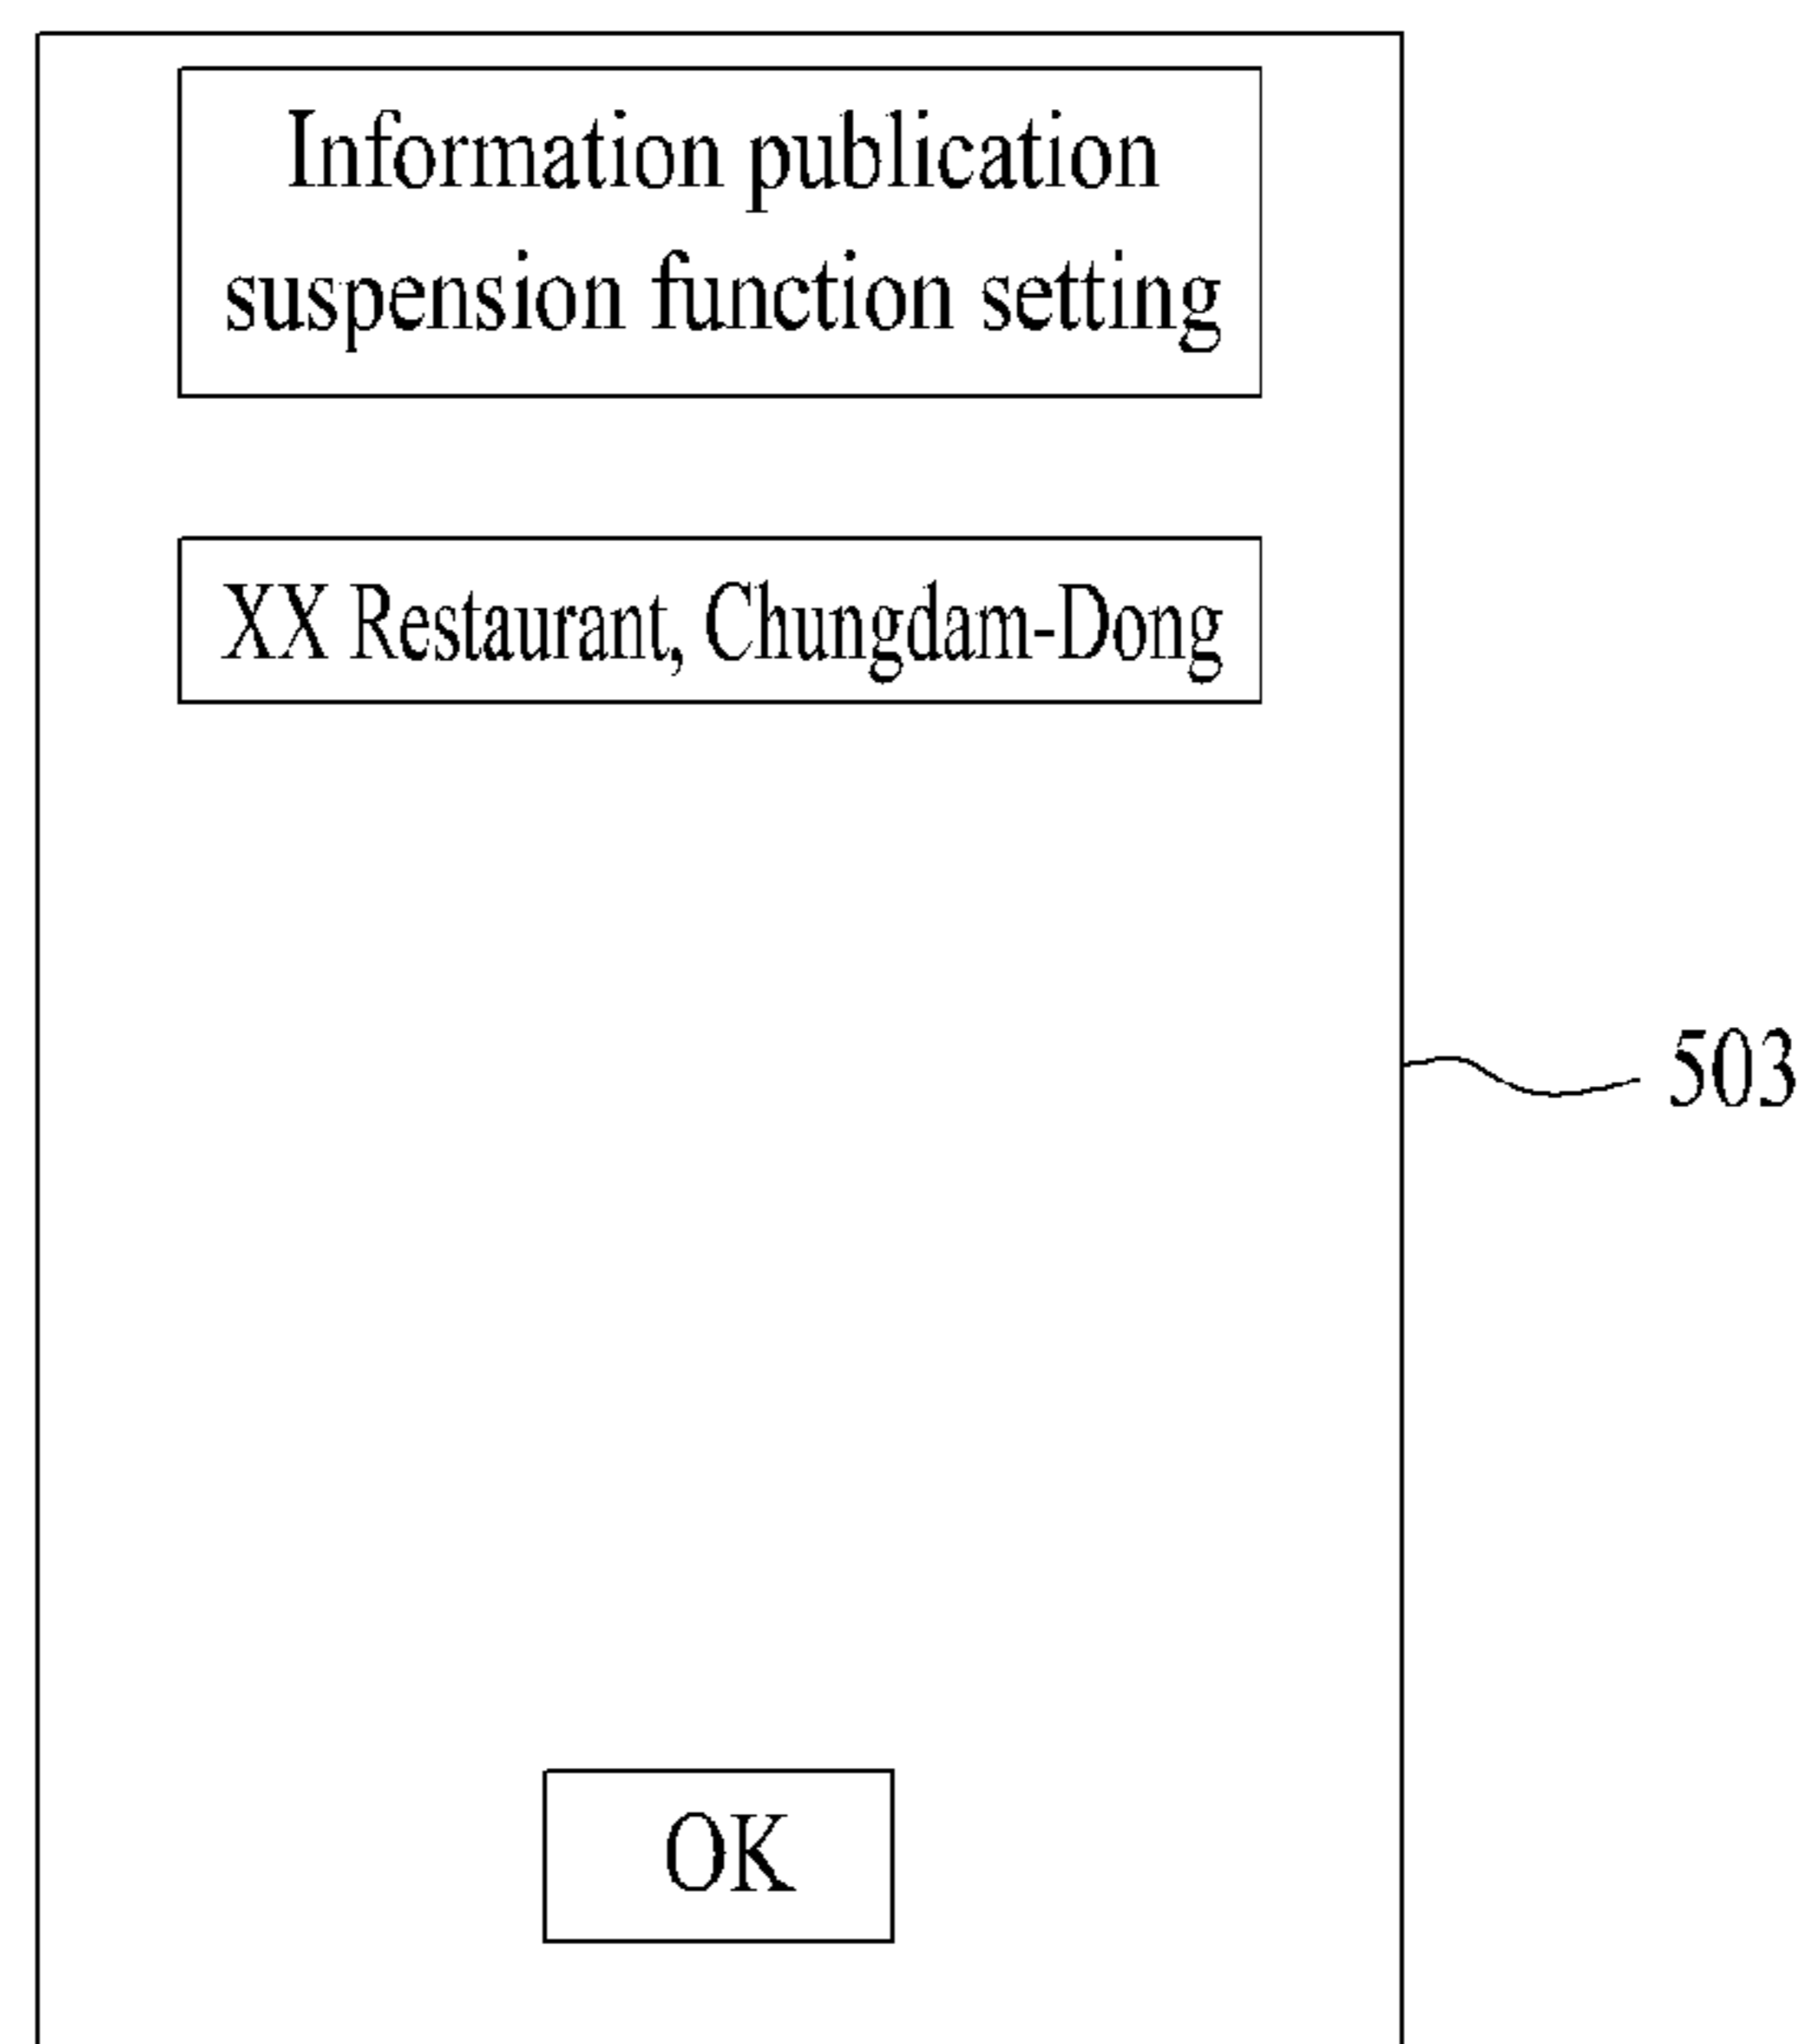 Information publication
suspension function setting
XX Restaurant, Chungdam-Dong
503
OK